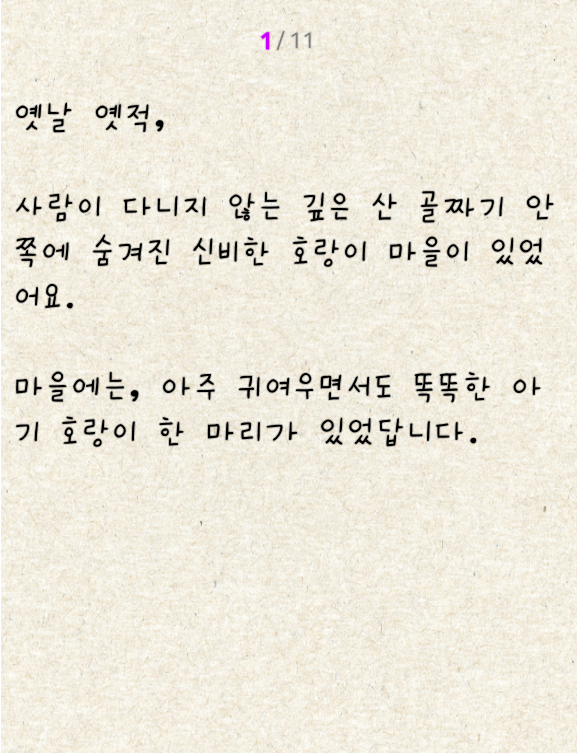 1/11
옛날 옛적,
사람이 다니지 않는 깊은 산 골짜기 안
쪽에 숨겨진 신비한 호랑이 마을이 있었
어요.
마을에는, 아주 귀여우면서도 똑똑한 아
기 호랑이 한 마리가 있었답니다.